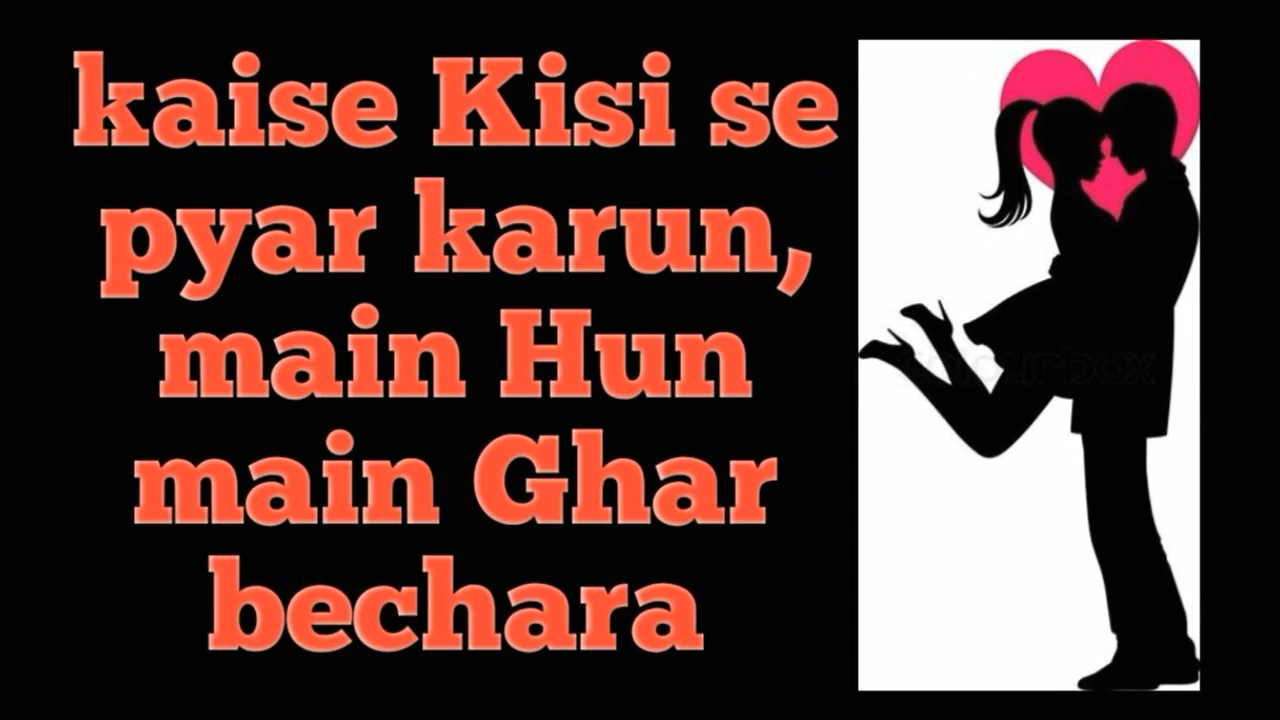 kaise Kisi se
pyar karun,
main Hun
main Ghar
bechara